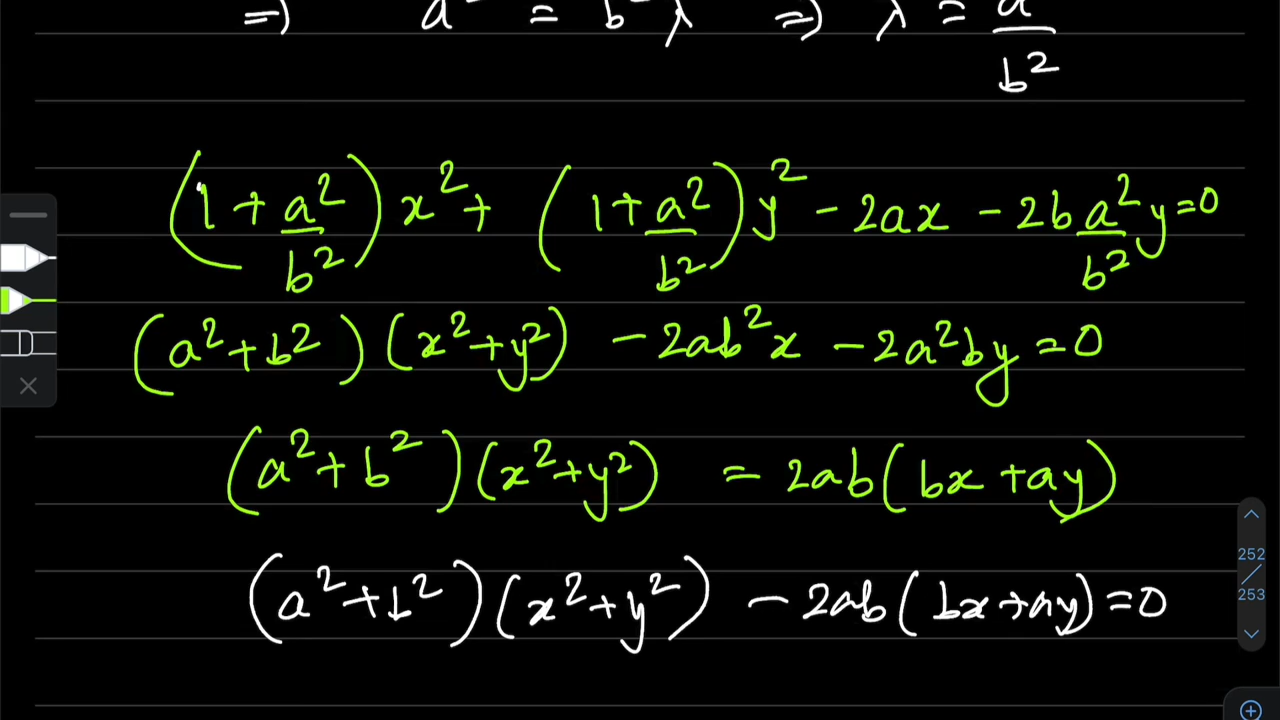 =) a² = b²λ =) λ = a / b²
(1 + a²/b²) x² + (1 + a²/b²) y² - 2ax - 2b a²/b² y = 0
(a² + b²)(x² + y²) - 2ab²x - 2a²by = 0
(a² + b²)(x² + y²) = 2ab(bx + ay)
(a² + b²)(x² + y²) - 2ab(bx + ay) = 0
252
253